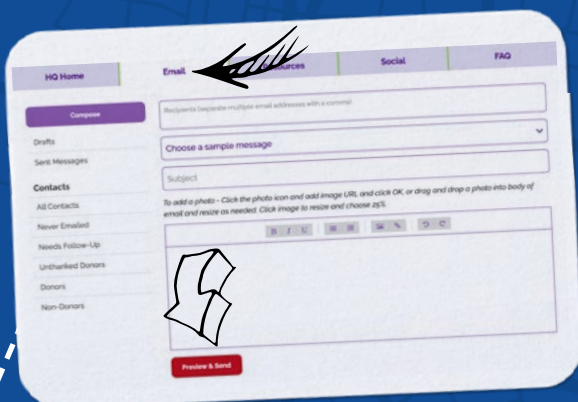 HQ Home
Email
Social
FAQ
Compose
Drafts
Sent Messages
Contacts
All Contacts
Never Emailed
Needs Follow-Up
Unthanked Donors
Donors
Non-Donors
Recipients (separate multiple email addresses with a comma)
Choose a sample message
Subject
To add a photo - Click the photo icon and add image URL and click OK, or drag and drop a photo into body of
email and resize as needed. Click image to resize and choose 25%.
B I U
Preview & Send